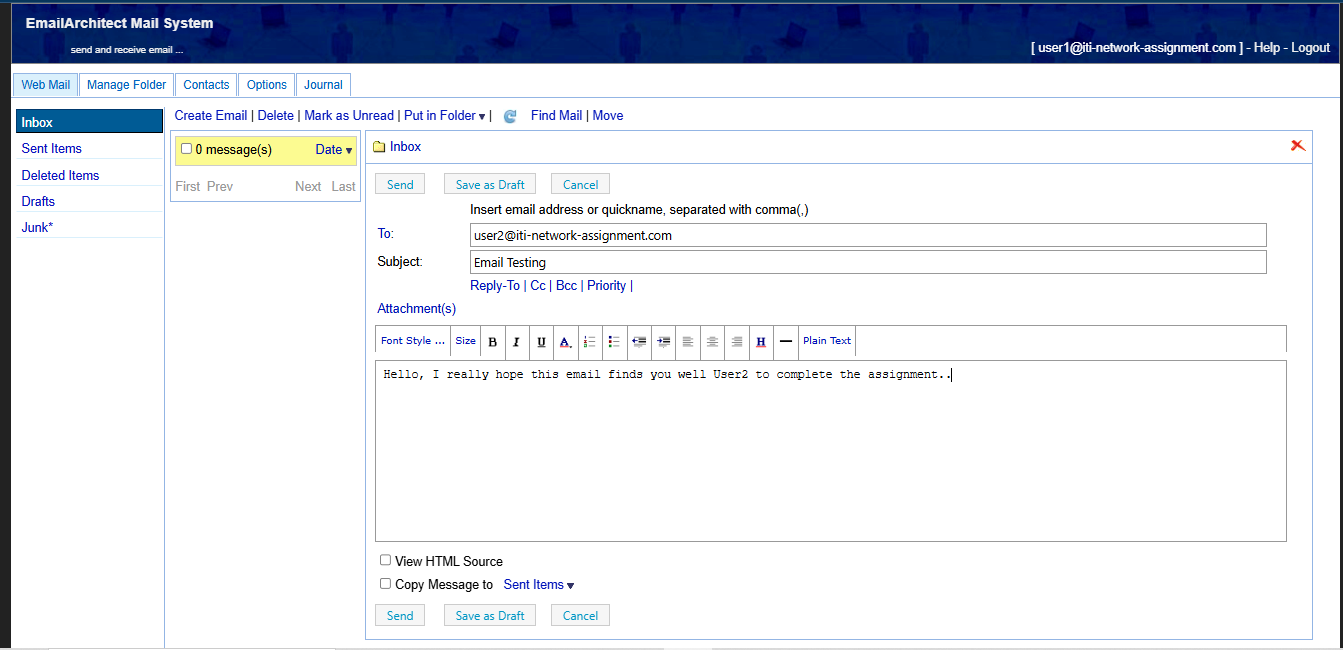 EmailArchitect Mail System
send and receive email ...
[ user1@iti-network-assignment.com ] - Help - Logout
Web Mail Manage Folder Contacts Options Journal
Inbox
Sent Items
Deleted Items
Drafts
Junk*
Create Email | Delete | Mark as Unread | Put in Folder ▾ | Find Mail | Move
0 message(s) Date ▾
First Prev Next Last
Inbox
Send Save as Draft Cancel
Insert email address or quickname, separated with comma(,)
To: user2@iti-network-assignment.com
Subject: Email Testing
Reply-To | Cc | Bcc | Priority |
Attachment(s)
Font Style ... Size B I U A H Plain Text
Hello, I really hope this email finds you well User2 to complete the assignment..
View HTML Source
Copy Message to Sent Items ▾
Send Save as Draft Cancel